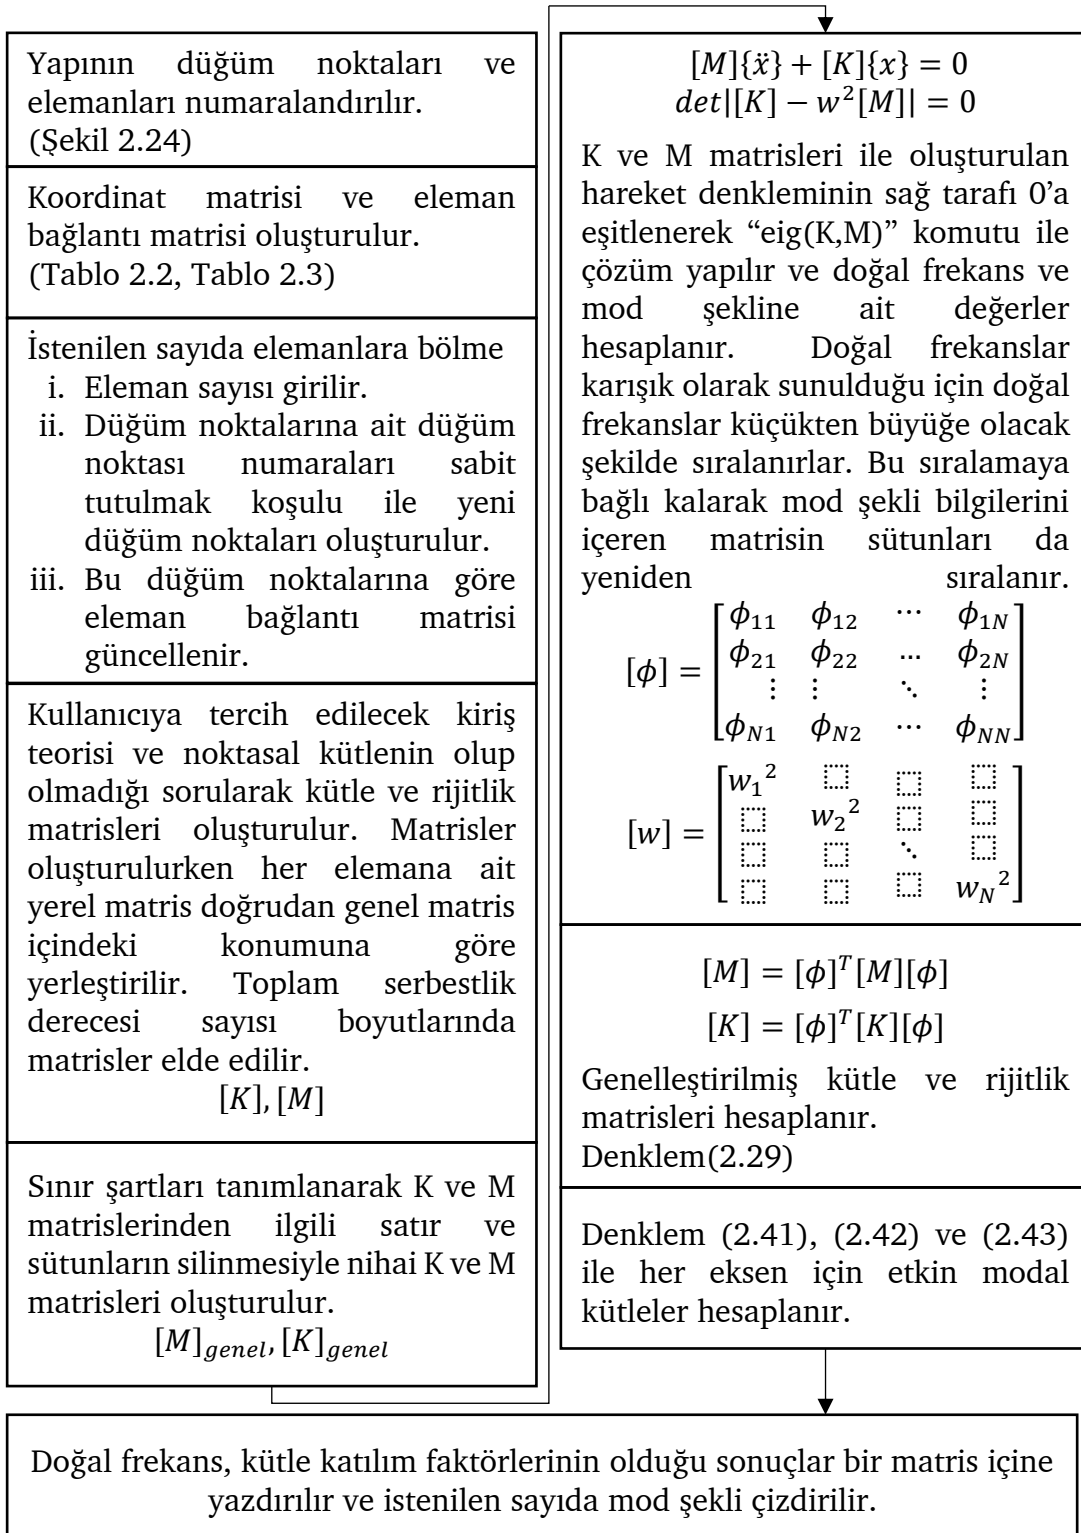 Yapının düğüm noktaları ve
elemanları numaralandırılır.
(Şekil 2.24)
Koordinat matrisi ve eleman
bağlantı matrisi oluşturulur.
(Tablo 2.2, Tablo 2.3)
İstenilen sayıda elemanlara bölme
i. Eleman sayısı girilir.
ii. Düğüm noktalarına ait düğüm
noktası numaraları sabit
tutulmak koşulu ile yeni
düğüm noktaları oluşturulur.
iii. Bu düğüm noktalarına göre
eleman bağlantı matrisi
güncellenir.
Kullanıcıya tercih edilecek kiriş
teorisi ve noktasal kütlenin olup
olmadığı sorularak kütle ve rijitlik
matrisleri oluşturulur. Matrisler
oluşturulurken her elemana ait
yerel matris doğrudan genel matris
içindeki konumuna göre
yerleştirilir. Toplam serbestlik
derecesi sayısı boyutlarında
matrisler elde edilir.
[K], [M]
Sınır şartları tanımlanarak K ve M
matrislerinden ilgili satır ve
sütunların silinmesiyle nihai K ve M
matrisleri oluşturulur.
[M]genel, [K]genel
[M]{ẍ} + [K]{x} = 0
det|[K] − w²[M]| = 0
K ve M matrisleri ile oluşturulan
hareket denkleminin sağ tarafı 0’a
eşitlenerek “eig(K,M)” komutu ile
çözüm yapılır ve doğal frekans ve
mod şekline ait değerler
hesaplanır. Doğal frekanslar
karışık olarak sunulduğu için doğal
frekanslar küçükten büyüğe olacak
şekilde sıralanırlar. Bu sıralamaya
bağlı kalarak mod şekli bilgilerini
içeren matrisin sütunları da
yeniden sıralanır.
ϕ11 ϕ12 ⋯ ϕ1N
ϕ21 ϕ22 … ϕ2N
[ϕ] =
⋮ ⋮ ⋱ ⋮
ϕN1 ϕN2 ⋯ ϕNN
w1²
w2²
[w] =
⋱
wN²
[M] = [ϕ]ᵀ[M][ϕ]
[K] = [ϕ]ᵀ[K][ϕ]
Genelleştirilmiş kütle ve rijitlik
matrisleri hesaplanır.
Denklem(2.29)
Denklem (2.41), (2.42) ve (2.43)
ile her eksen için etkin modal
kütleler hesaplanır.
Doğal frekans, kütle katılım faktörlerinin olduğu sonuçlar bir matris içine
yazdırılır ve istenilen sayıda mod şekli çizdirilir.